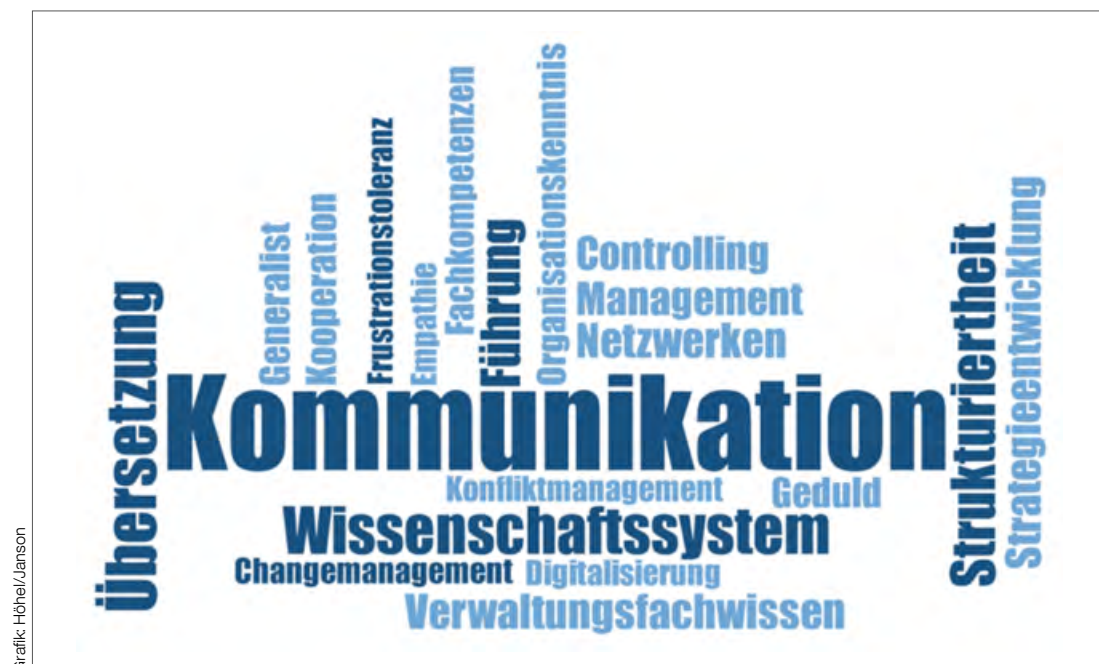 Übersetzung
Generalist
Kooperation
Frustrationstoleranz
Empathie
Fachkompetenzen
Führung
Organisationskenntnis
Controlling
Management
Netzwerken
Kommunikation
Konfliktmanagement
Geduld
Wissenschaftssystem
Changemanagement
Digitalisierung
Verwaltungsfachwissen
Strukturiertheit
Strategieentwicklung
Grafik: Höhel/Janson